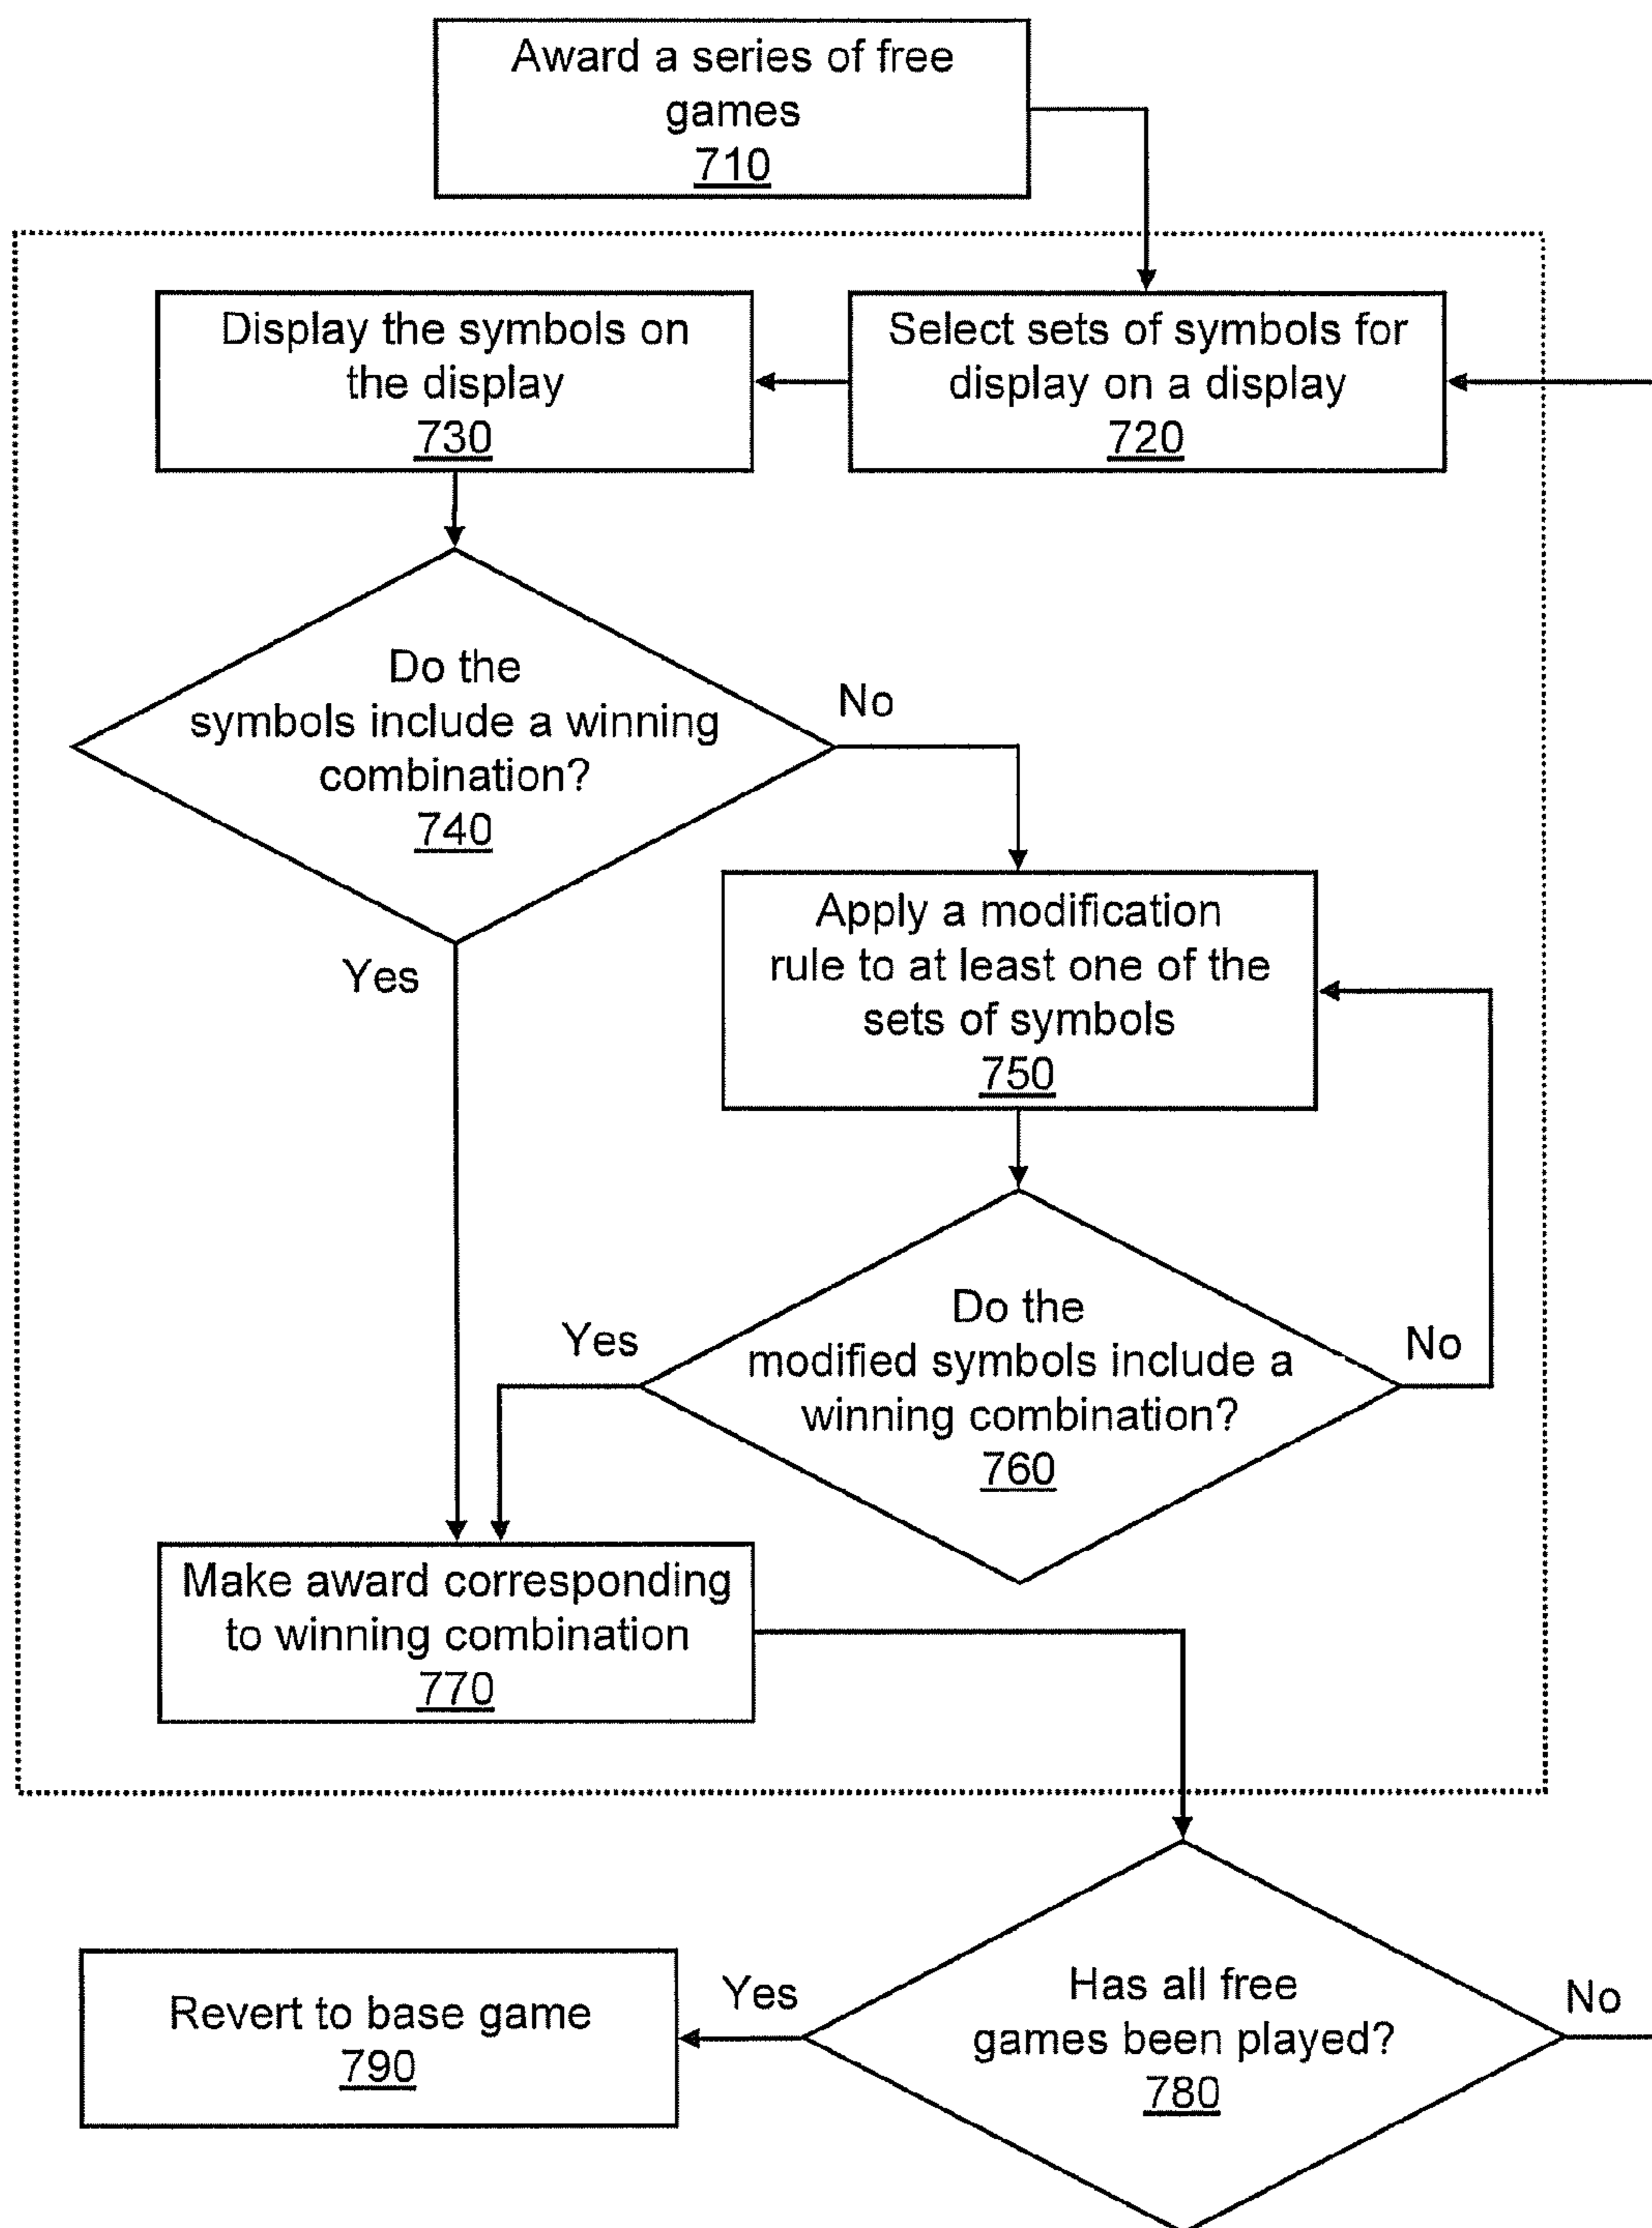 Award a series of free
games
710
Select sets of symbols for
display on a display
720
Display the symbols on
the display
730
Do the
symbols include a winning
combination?
740
No
Yes
Apply a modification
rule to at least one of the
sets of symbols
750
Do the
modified symbols include a
winning combination?
760
Yes
No
Make award corresponding
to winning combination
770
Has all free
games been played?
780
Yes
No
Revert to base game
790